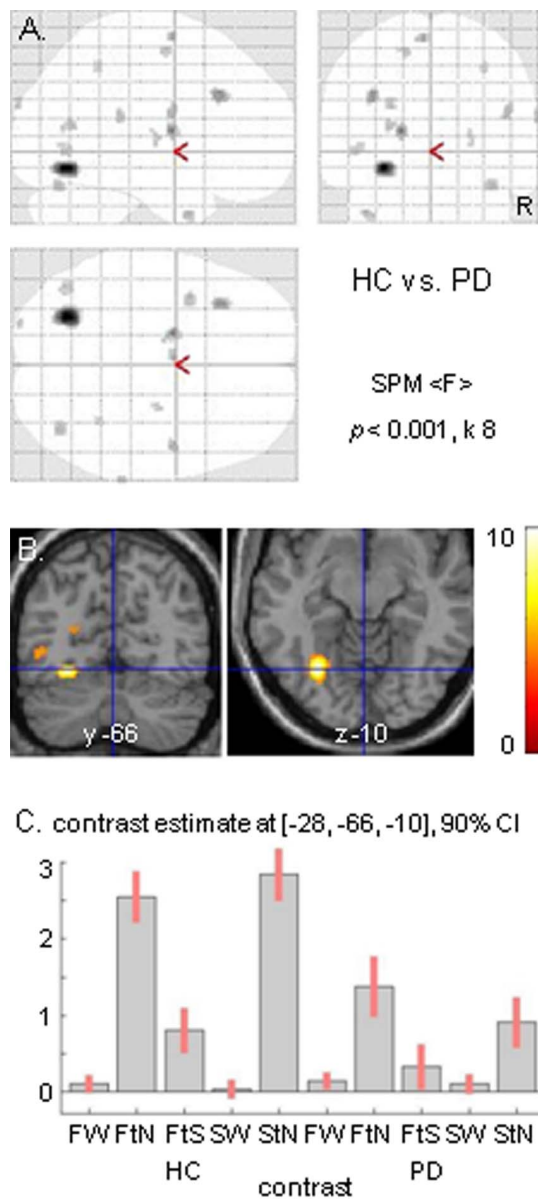 A.
R
HC vs. PD
SPM <F>
p < 0.001, k 8
B.
y -66
z -10
10
0
C. contrast estimate at [-28, -66, -10], 90% CI
3
2
1
0
FW FtN FtS SW StN FW FtN FtS SW StN
HC PD
contrast